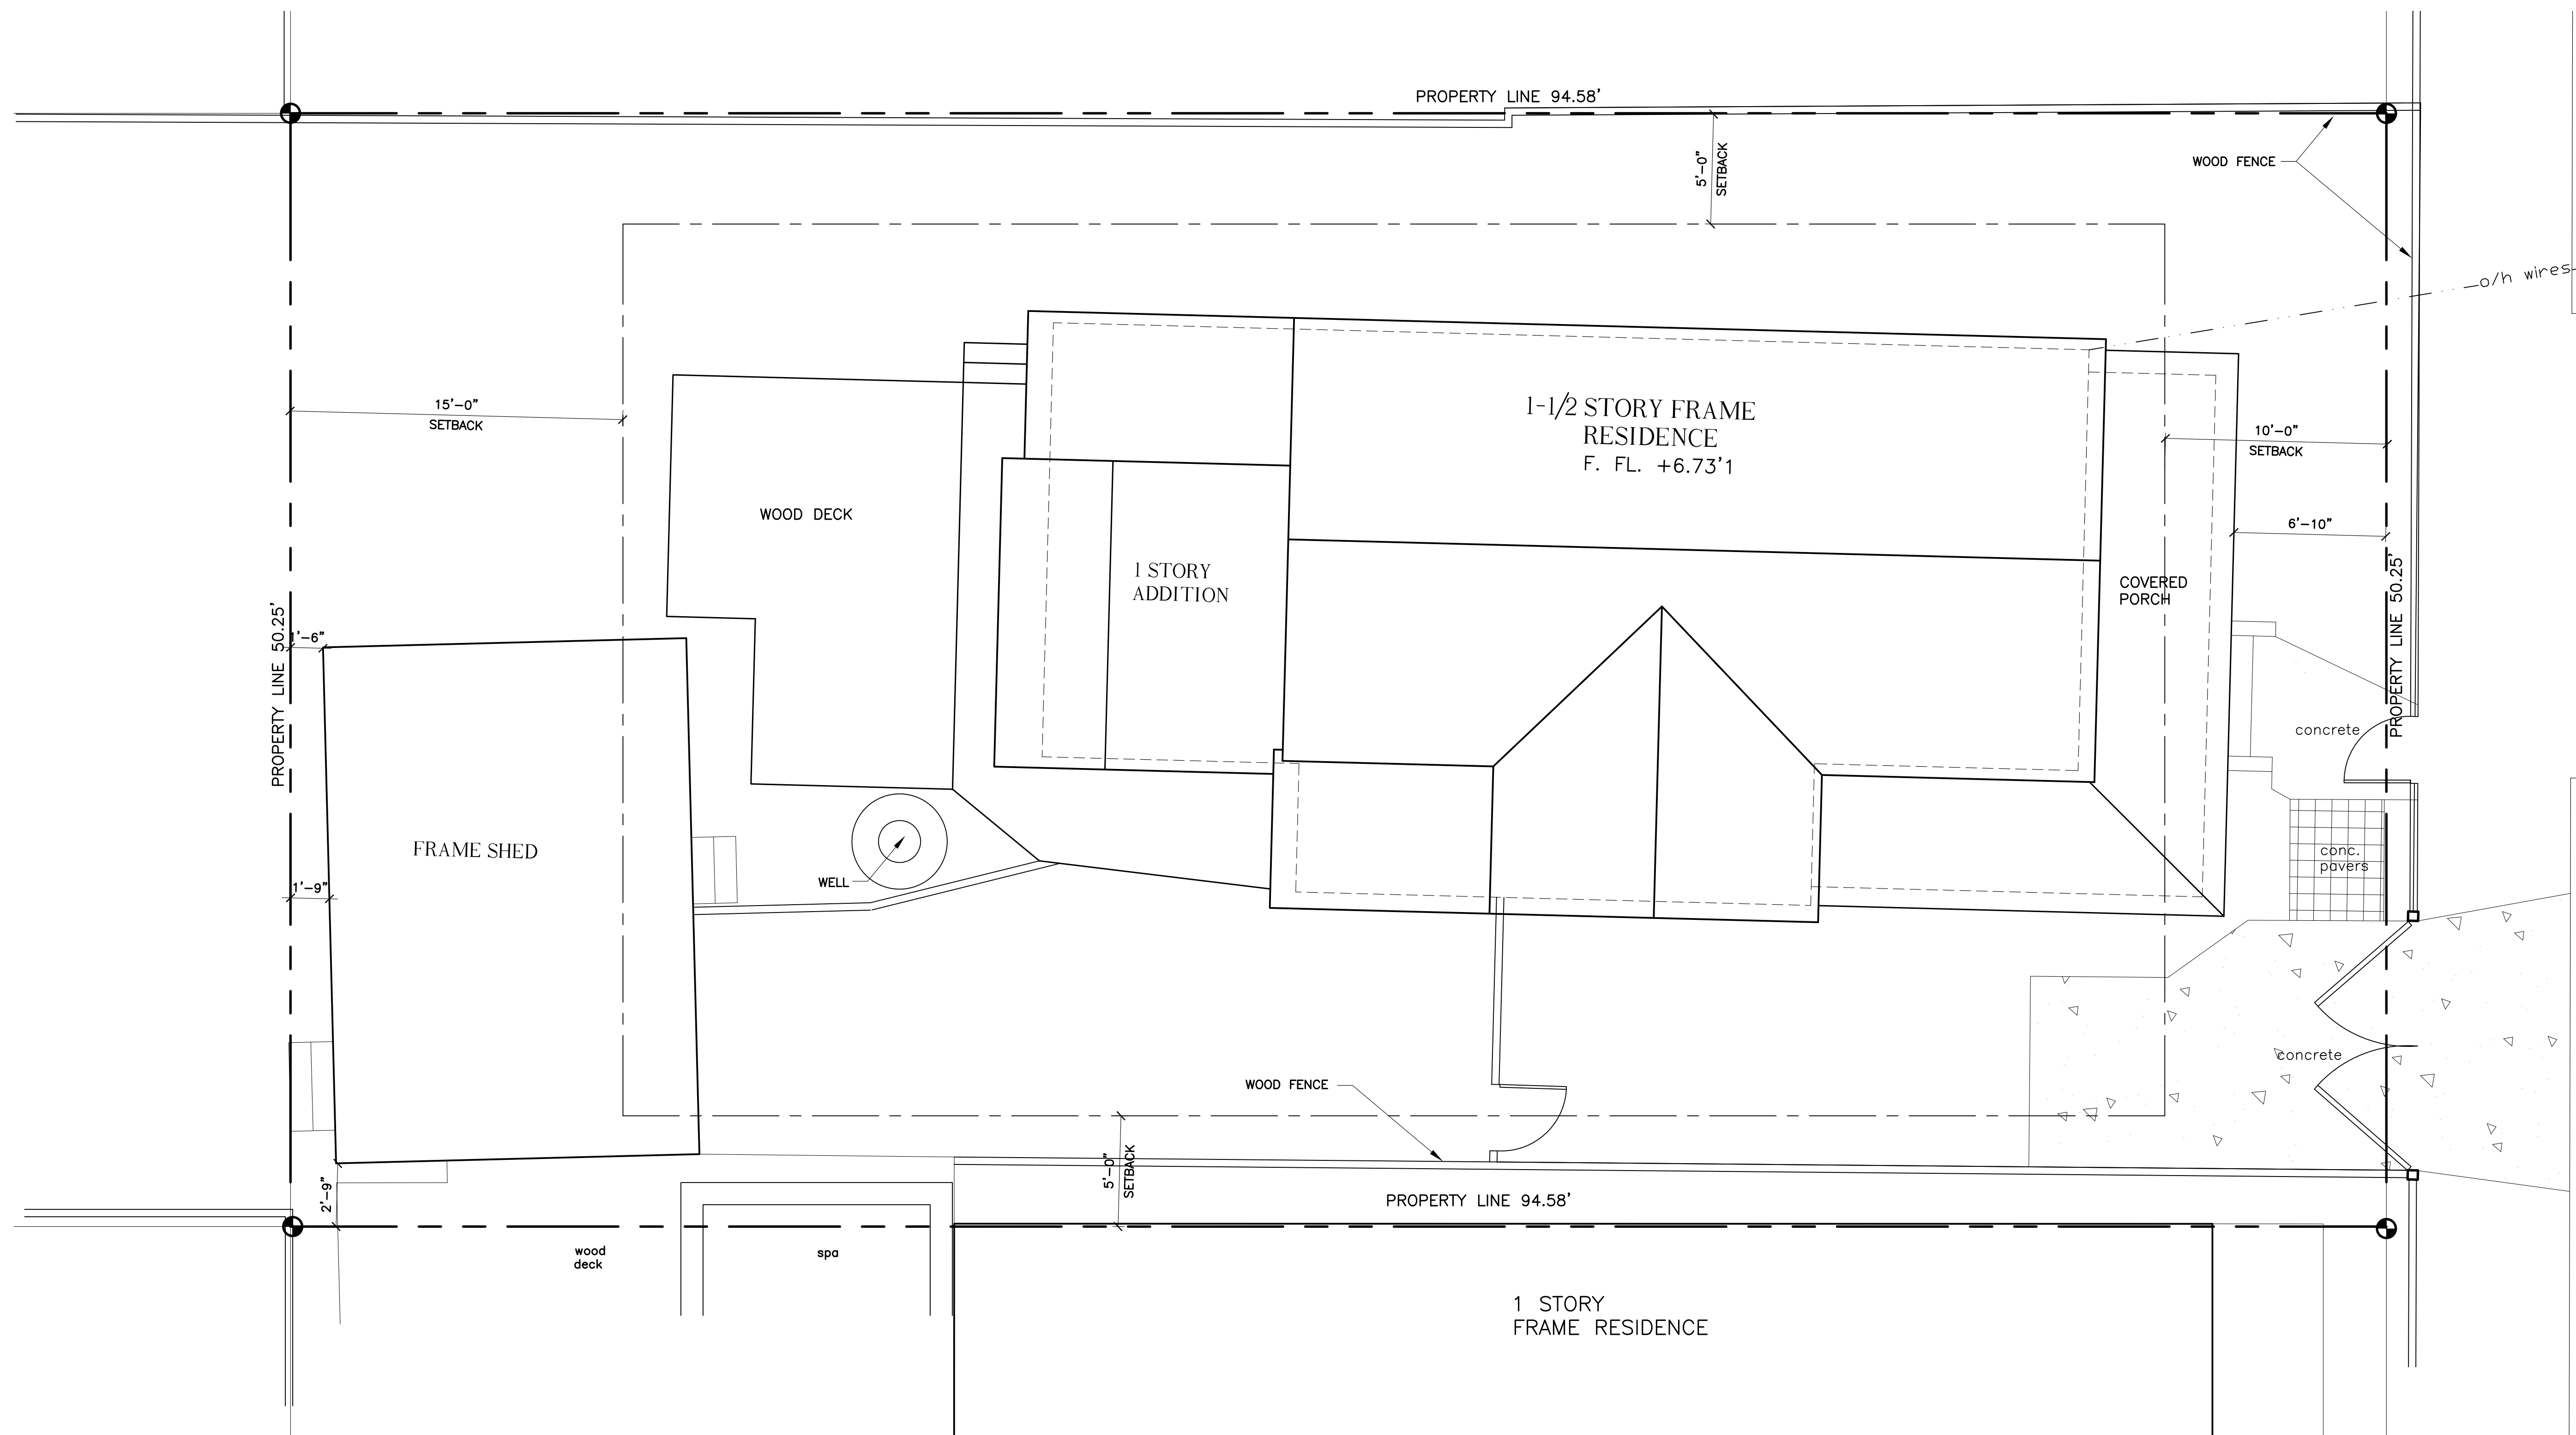 PROPERTY LINE 94.58'
WOOD FENCE
5'-0"
SETBACK
o/h wires
15'-0"
SETBACK
1-1/2 STORY FRAME
RESIDENCE
F. FL. +6.73'1
10'-0"
SETBACK
WOOD DECK
6'-10"
1 STORY
ADDITION
COVERED
PORCH
PROPERTY LINE 50.25'
PROPERTY LINE 50.25'
1'-6"
concrete
FRAME SHED
conc.
pavers
WELL
1'-9"
concrete
WOOD FENCE
5'-0"
SETBACK
2'-9"
PROPERTY LINE 94.58'
wood
deck
spa
1 STORY
FRAME RESIDENCE